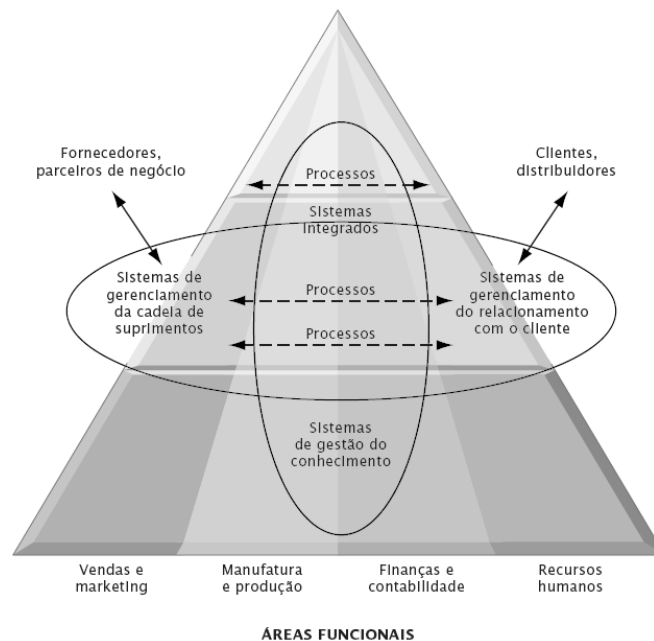 Fornecedores,
parceiros de negócio
Clientes,
distribuidores
Processos
Sistemas
Integrados
Sistemas de
gerenciamento
da cadeia de
suprimentos
Processos
Processos
Sistemas de
gerenciamento
do relacionamento
com o cliente
Sistemas
de gestão do
conhecimento
Vendas e
marketing
Manufatura
e produção
Finanças e
contabilidade
Recursos
humanos
ÁREAS FUNCIONAIS